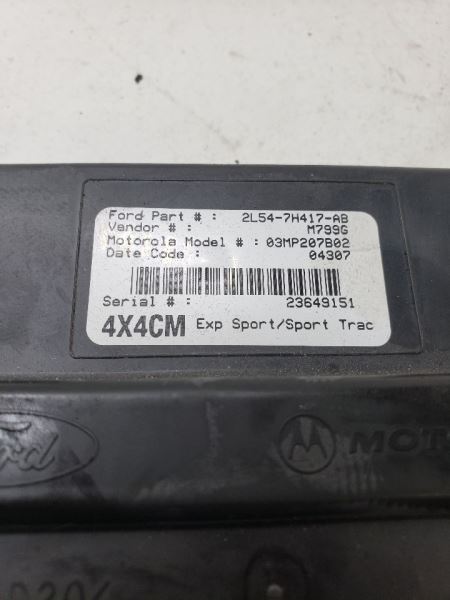 Ford Part # : 2L54-7H417-AB
Vendor # : M799G
Motorola Model # : 03MP207B02
Date Code : 04307
Serial # : 23649151
4X4CM Exp Sport/Sport Trac
Ford MOT